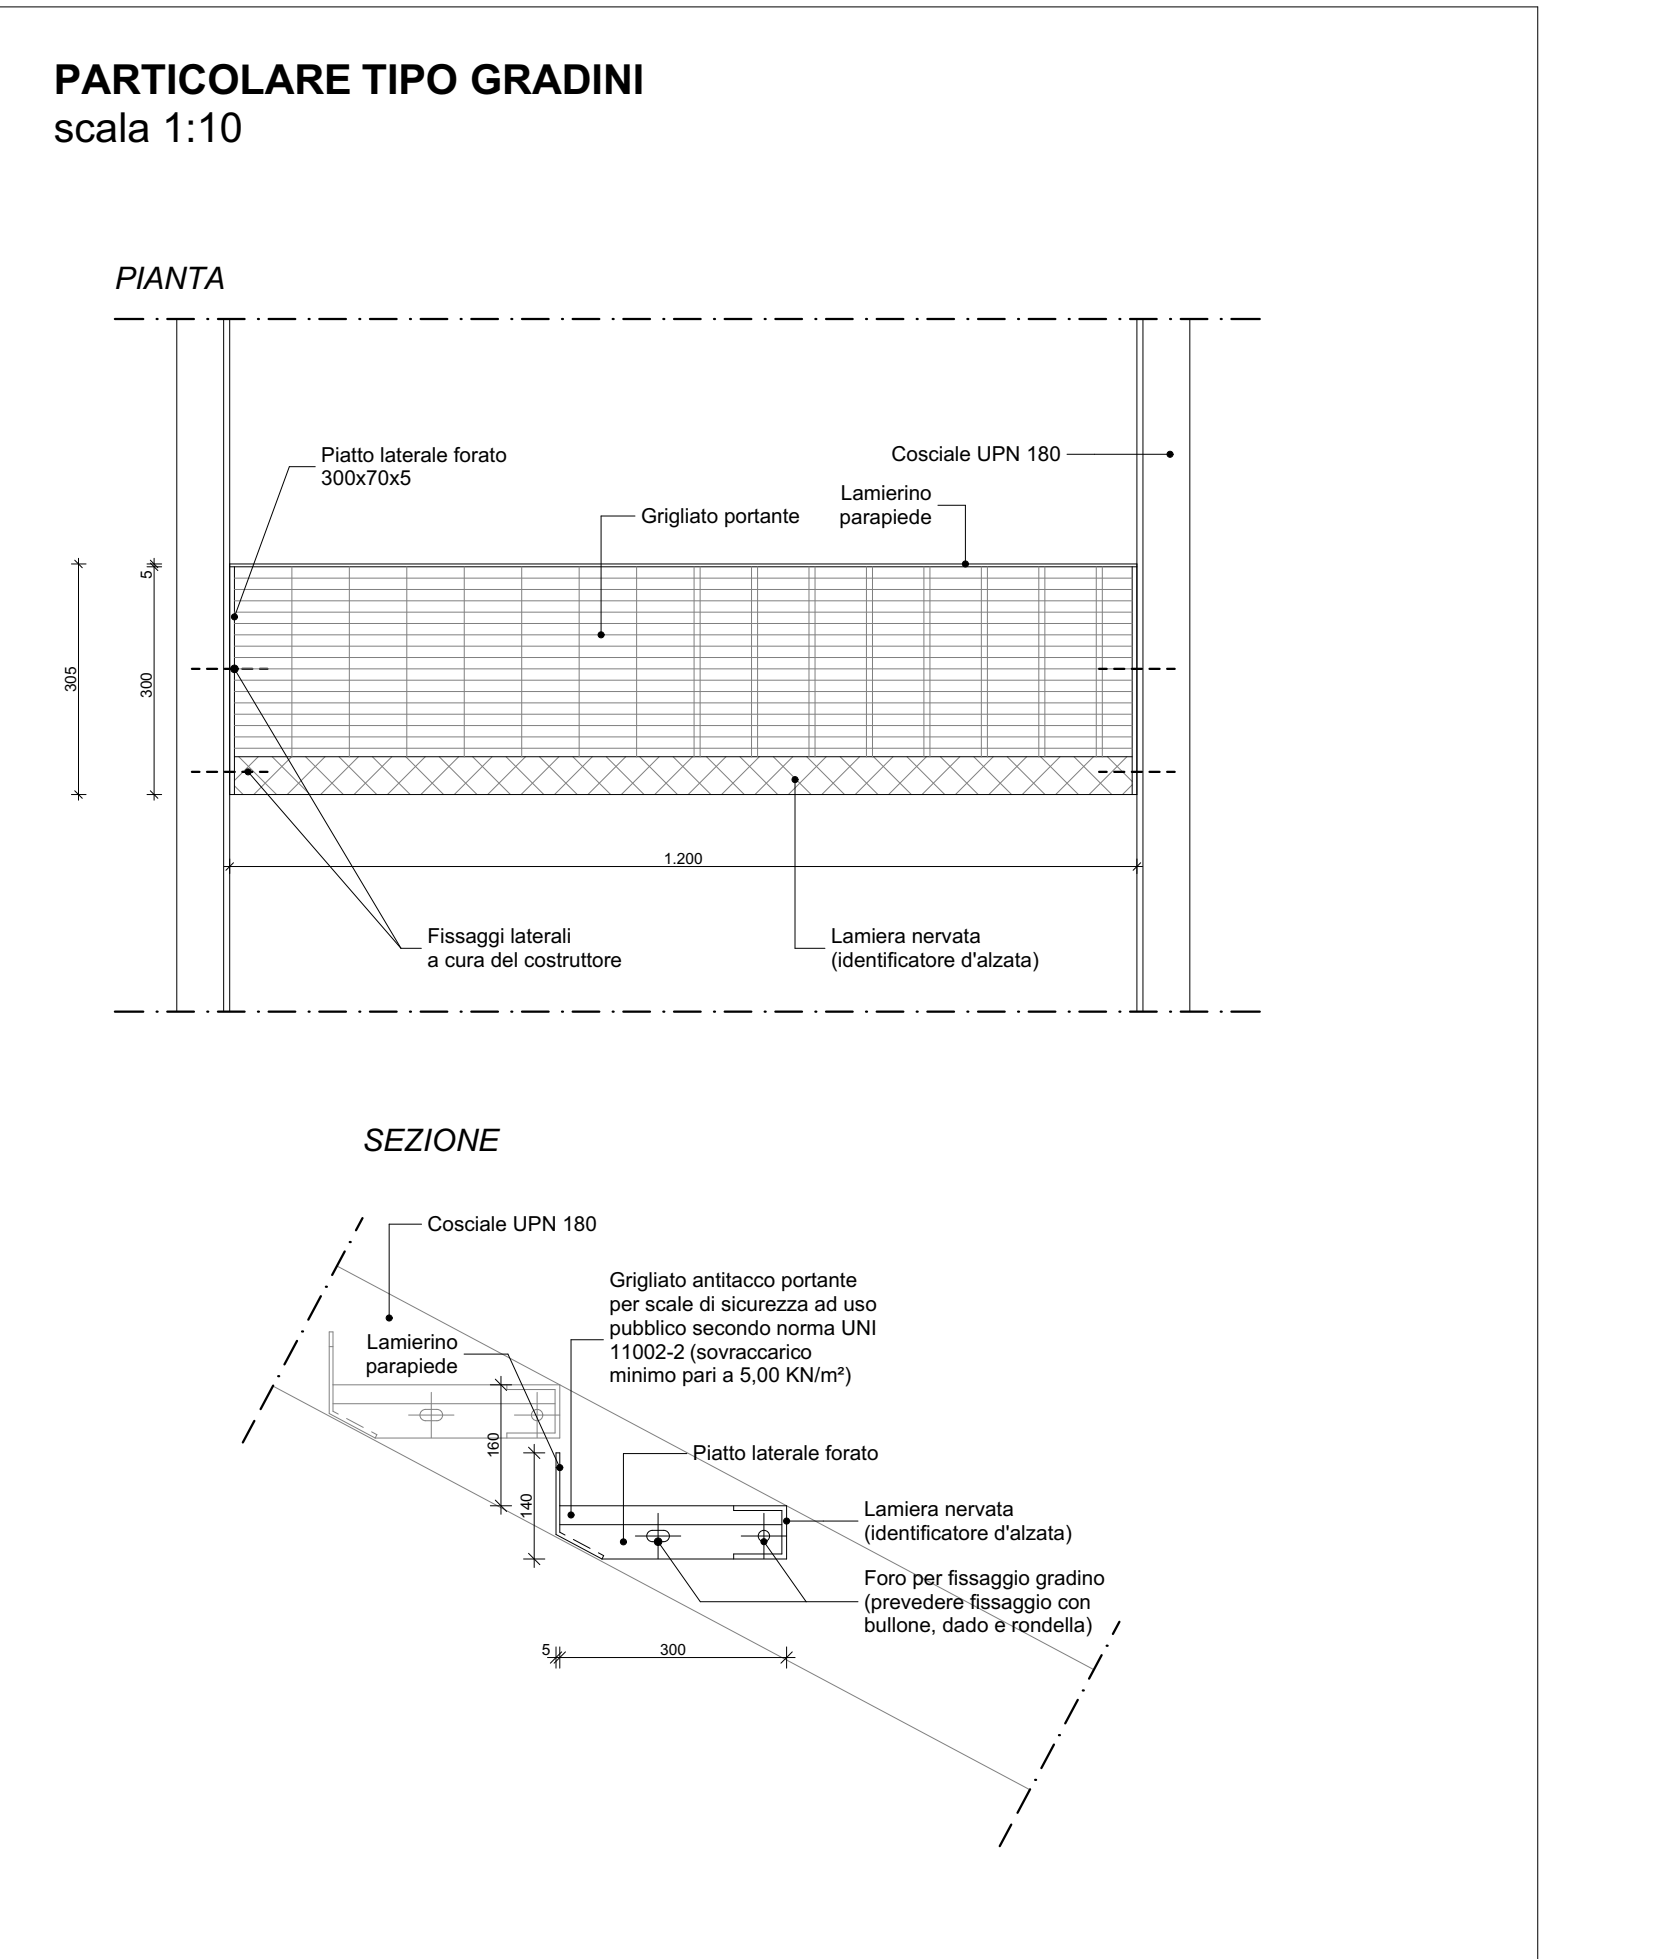 PARTICOLARE TIPO GRADINI
scala 1:10
PIANTA
Piatto laterale forato
300x70x5
Cosciale UPN 180
Lamierino
parapiede
Grigliato portante
5
305
300
1.200
Fissaggi laterali
a cura del costruttore
Lamiera nervata
(identificatore d'alzata)
SEZIONE
Cosciale UPN 180
Grigliato antitacco portante
per scale di sicurezza ad uso
pubblico secondo norma UNI
11002-2 (sovraccarico
minimo pari a 5,00 KN/m²)
Lamierino
parapiede
160
140
Piatto laterale forato
Lamiera nervata
(identificatore d'alzata)
Foro per fissaggio gradino
(prevedere fissaggio con
bullone, dado e rondella)
5
300